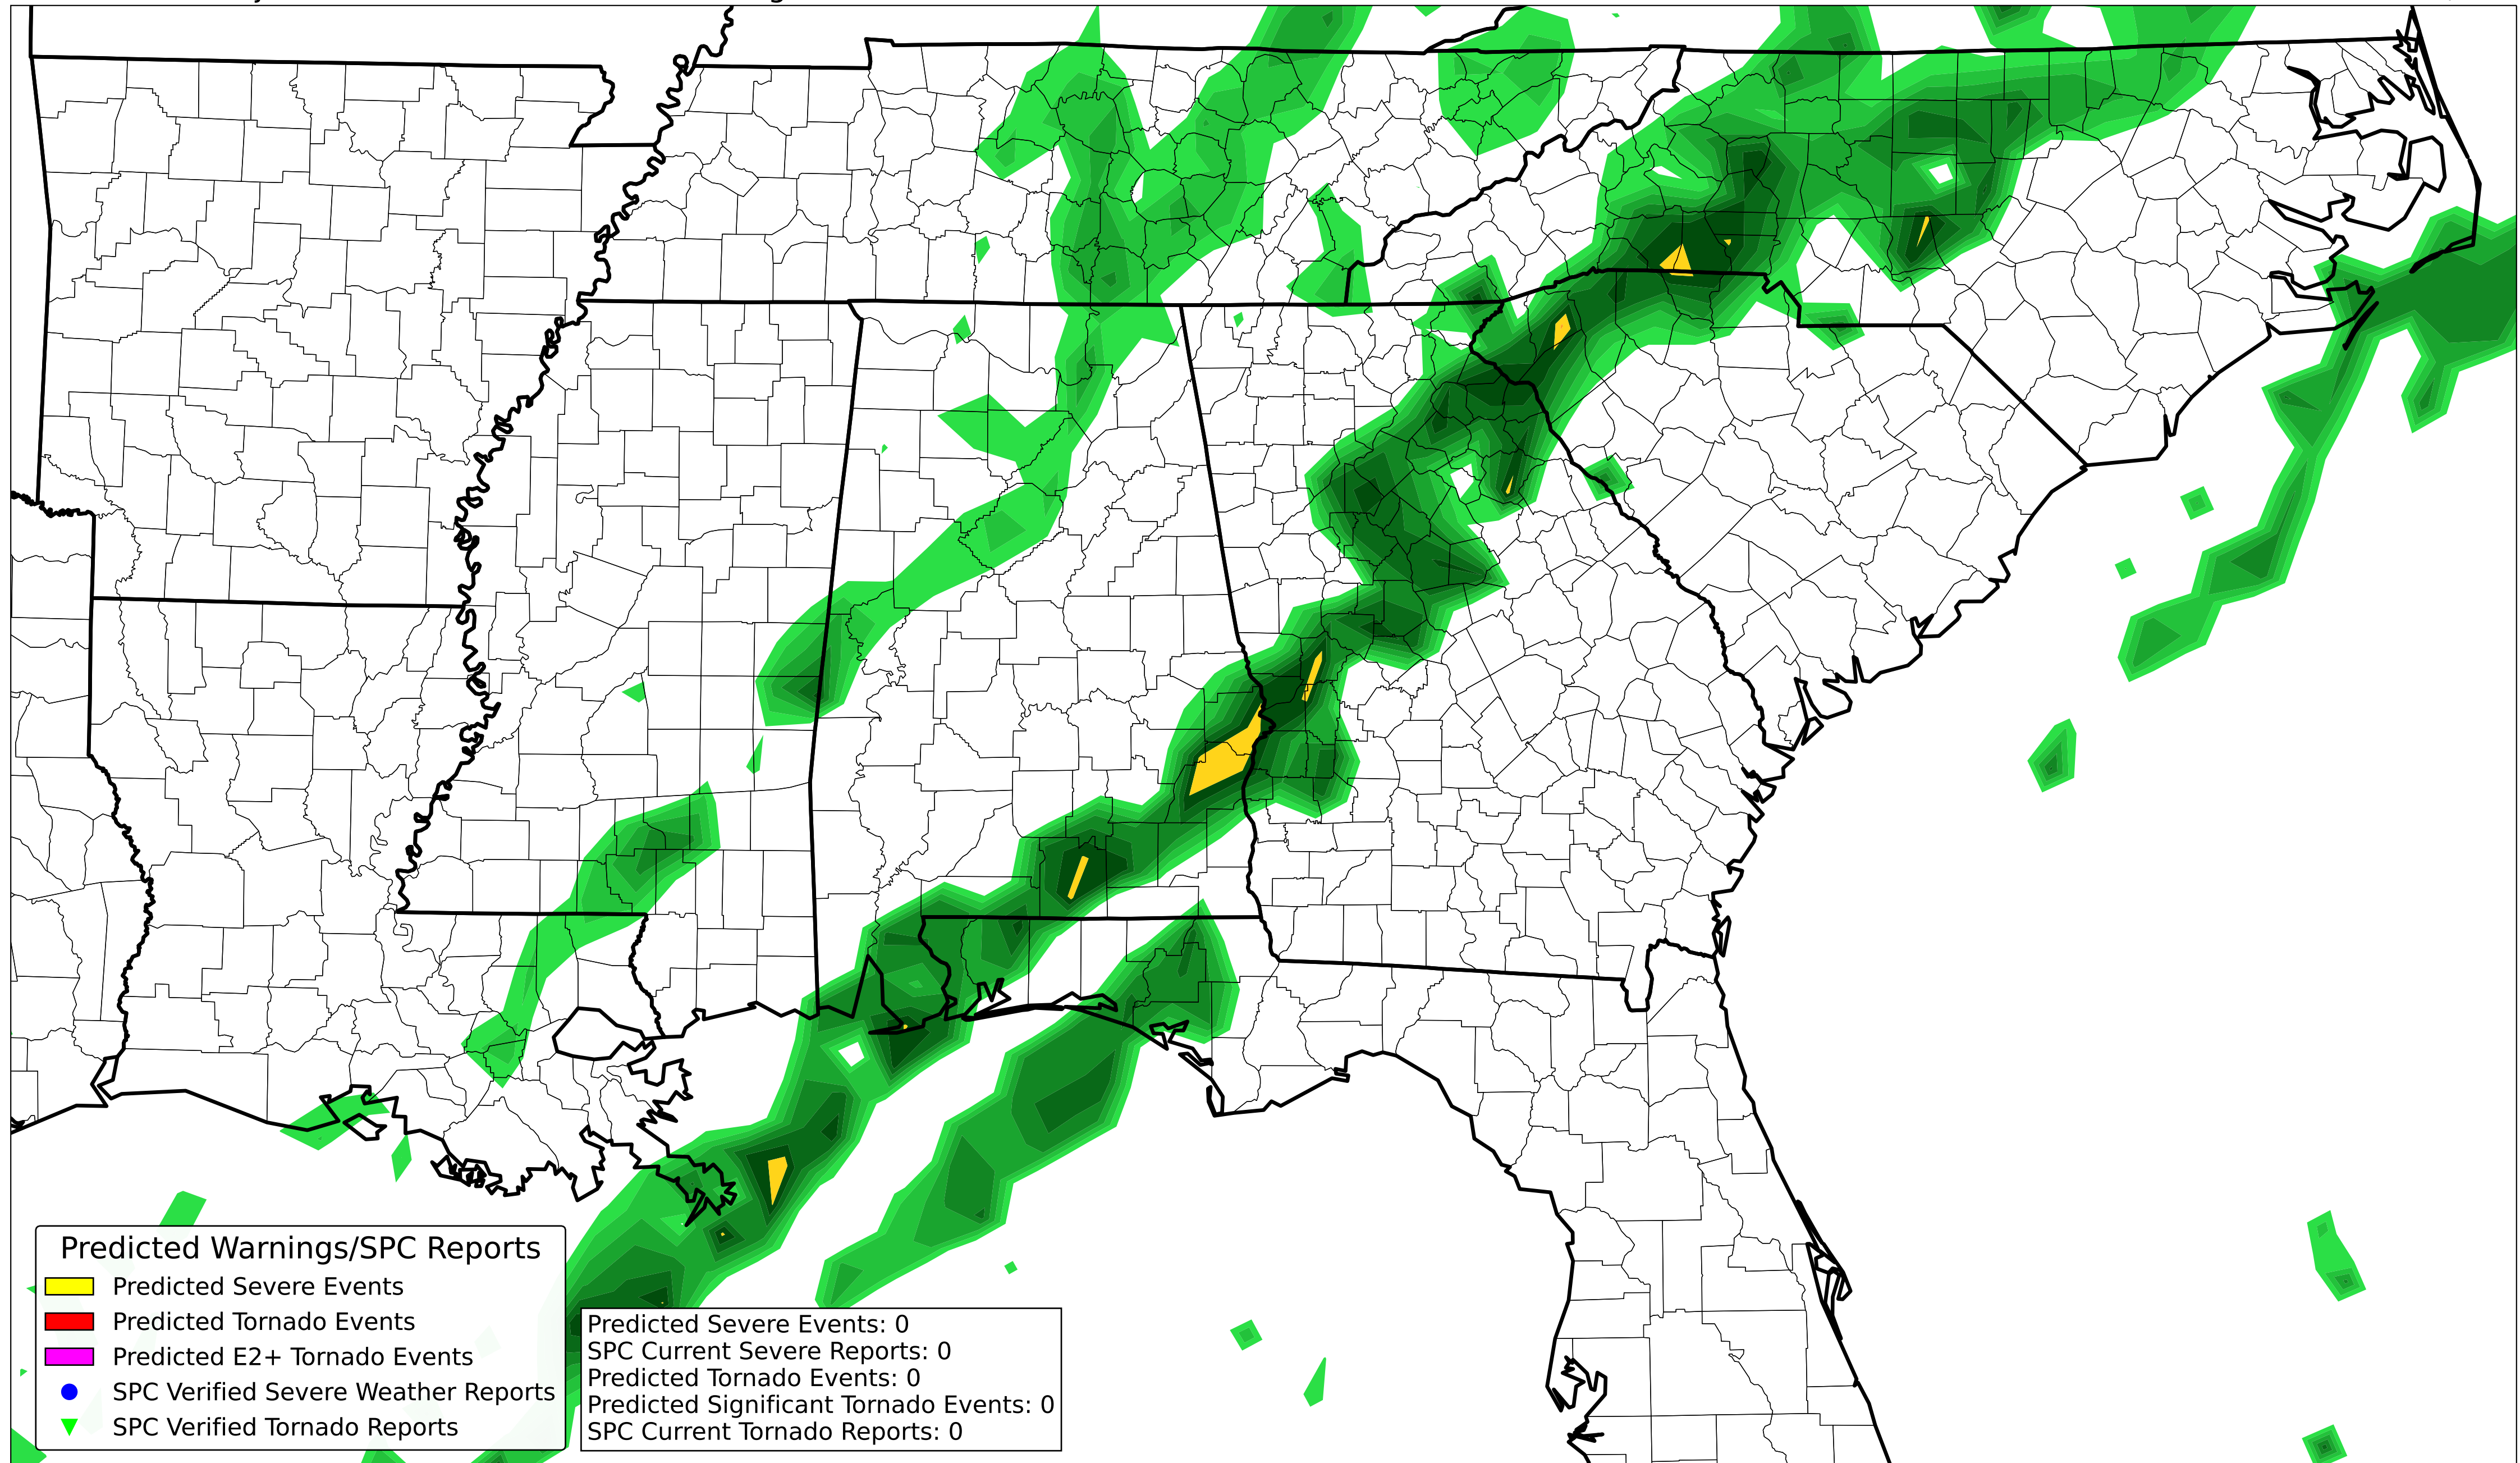 Predicted Warnings/SPC Reports
Predicted Severe Events
Predicted Tornado Events
Predicted E2+ Tornado Events
SPC Verified Severe Weather Reports
SPC Verified Tornado Reports
Predicted Severe Events: 0
SPC Current Severe Reports: 0
Predicted Tornado Events: 0
Predicted Significant Tornado Events: 0
SPC Current Tornado Reports: 0